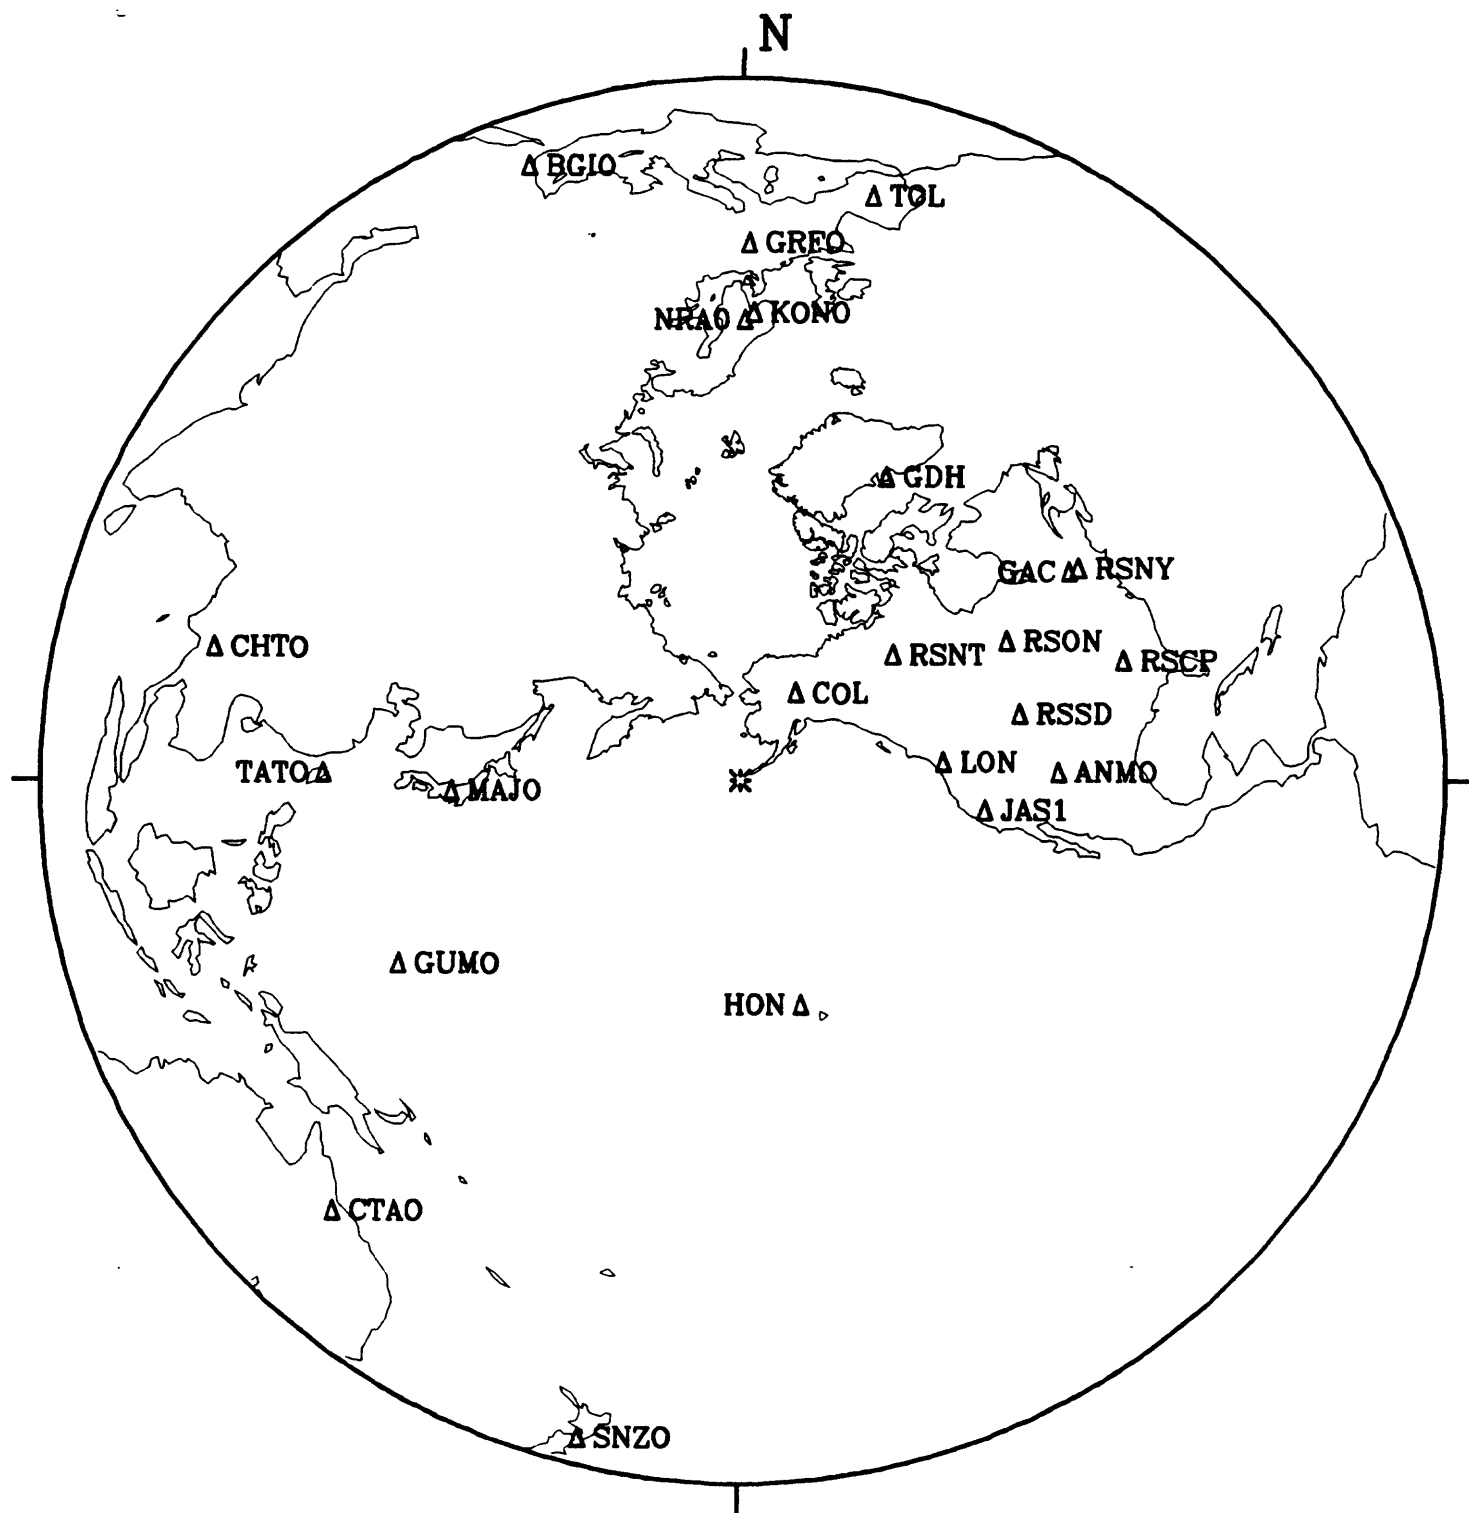 N
BGIO
TOL
GRFO
NRAO
KONO
GDH
GAC
RSNY
CHTO
RSNT
RSON
RSCP
COL
RSSD
TATO
MAJO
LON
ANMO
JAS1
GUMO
HON
CTAO
SNZO